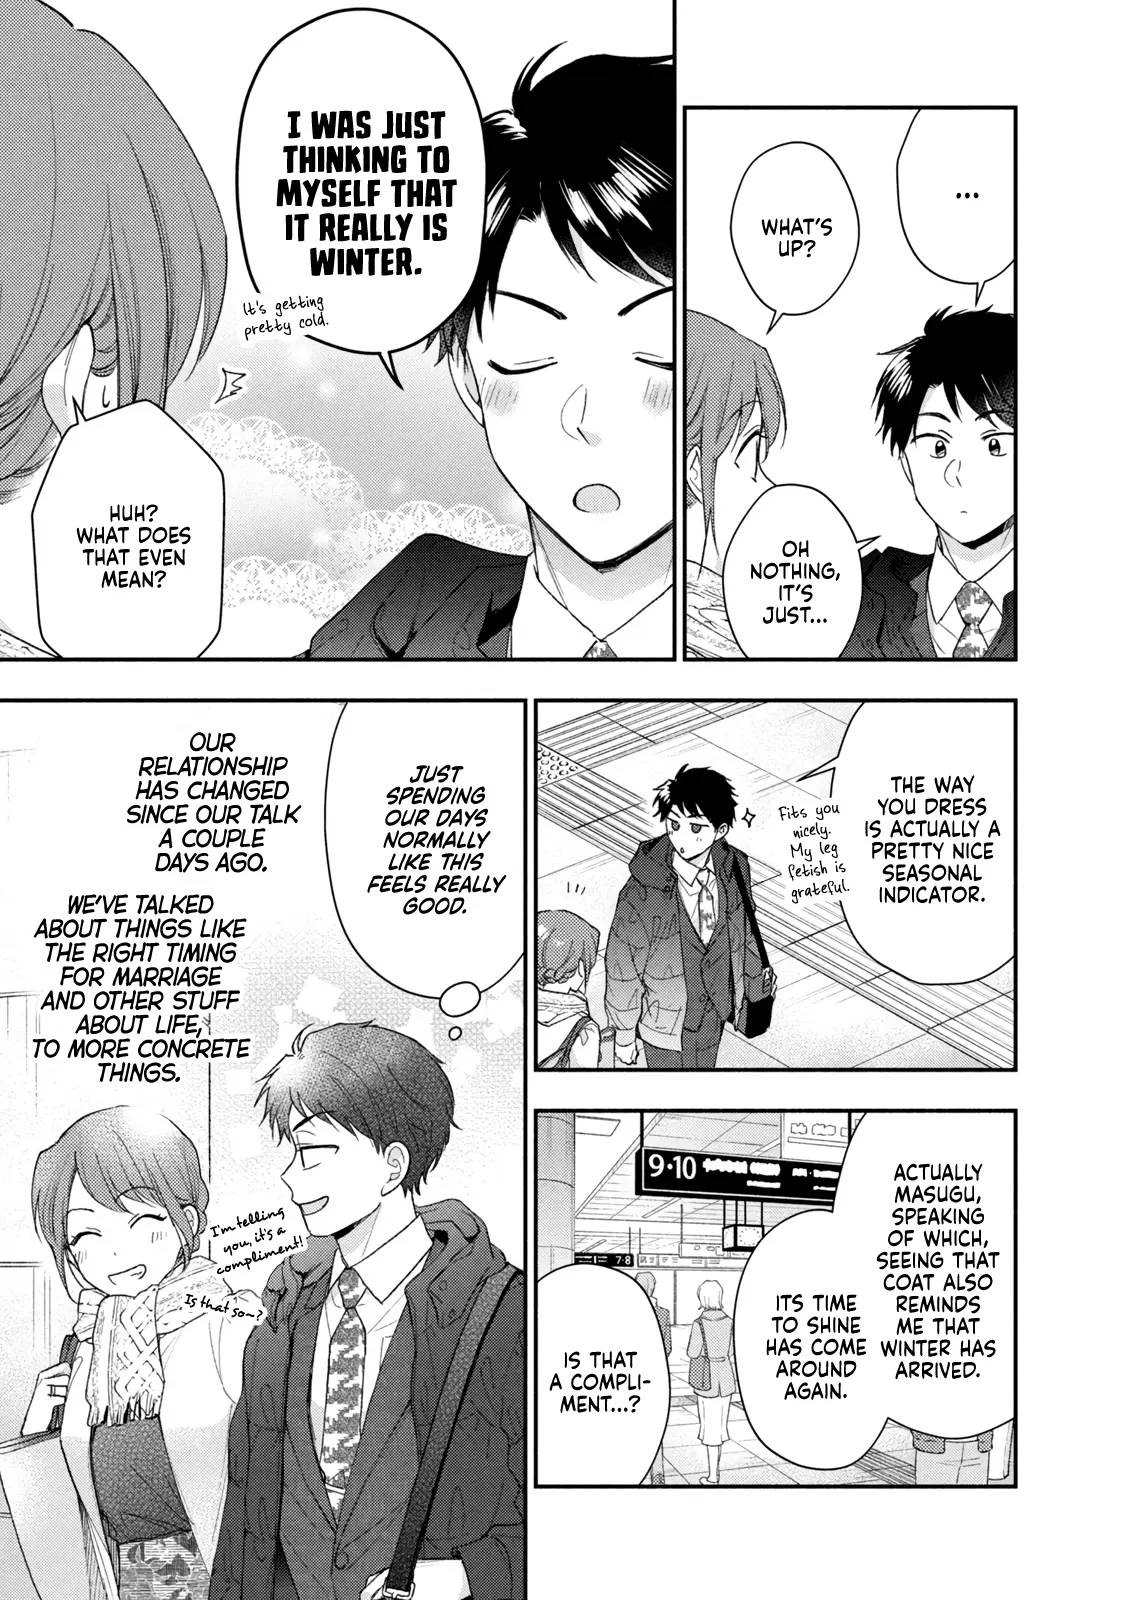 ...
WHAT'S
UP?
OH
NOTHING,
IT'S
JUST...
I WAS JUST
THINKING TO
MYSELF THAT
IT REALLY IS
WINTER.
It's getting
pretty cold.
HUH?
WHAT DOES
THAT EVEN
MEAN?
THE WAY
YOU DRESS
IS ACTUALLY A
PRETTY NICE
SEASONAL
INDICATOR.
Fits you
nicely.
My leg
fetish is
grateful.
ACTUALLY
MASUGU,
SPEAKING
OF WHICH,
SEEING THAT
COAT ALSO
REMINDS
ME THAT
WINTER HAS
ARRIVED.
ITS TIME
TO SHINE
HAS COME
AROUND
AGAIN.
9·10
7·8
IS THAT
A COMPLI-
MENT...?
JUST
SPENDING
OUR DAYS
NORMALLY
LIKE THIS
FEELS REALLY
GOOD.
OUR
RELATIONSHIP
HAS CHANGED
SINCE OUR TALK
A COUPLE
DAYS AGO.
WE'VE TALKED
ABOUT THINGS LIKE
THE RIGHT TIMING
FOR MARRIAGE
AND OTHER STUFF
ABOUT LIFE,
TO MORE CONCRETE
THINGS.
I'm telling
you, it's a
compliment!
Is that so~?